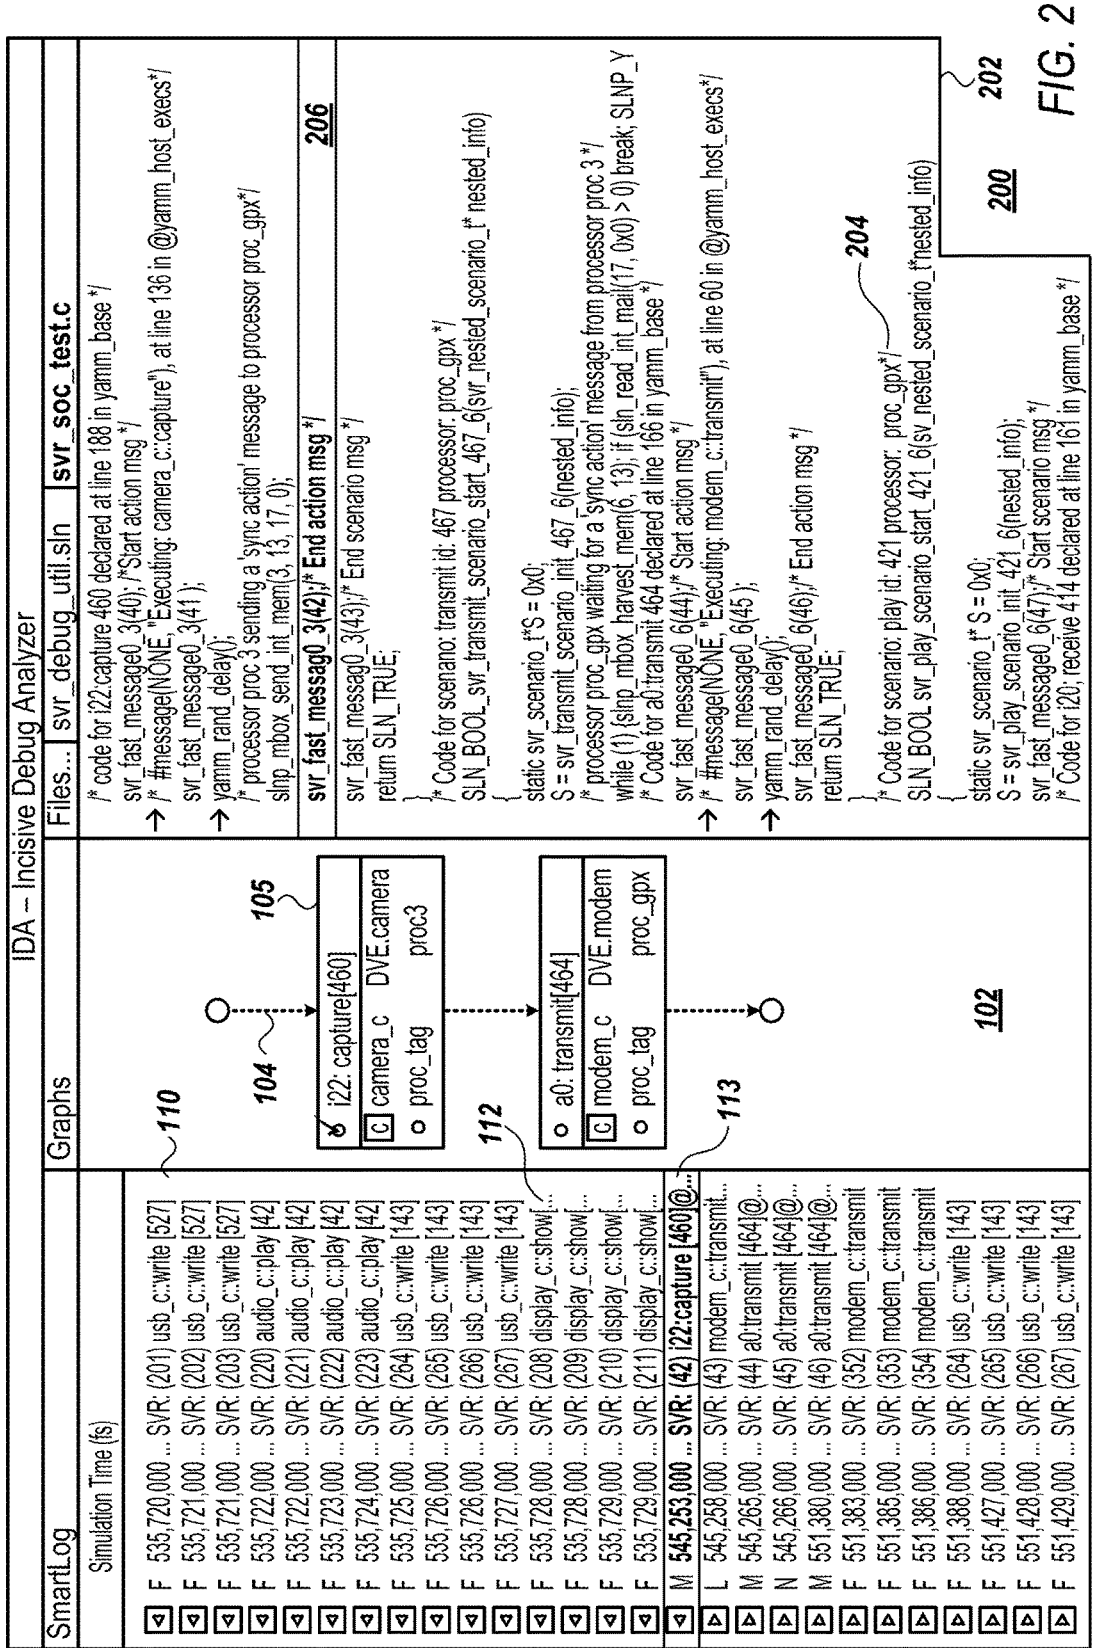 IDA – Incisive Debug Analyzer
SmartLog
Simulation Time (fs)
F 535,720,000 ... SVR: (201) usb_c::write [527]
F 535,721,000 ... SVR: (202) usb_c::write [527]
F 535,721,000 ... SVR: (203) usb_c::write [527]
F 535,722,000 ... SVR: (220) audio_c::play [42]
F 535,722,000 ... SVR: (221) audio_c::play [42]
F 535,723,000 ... SVR: (222) audio_c::play [42]
F 535,724,000 ... SVR: (223) audio_c::play [42]
F 535,725,000 ... SVR: (264) usb_c::write [143]
F 535,726,000 ... SVR: (265) usb_c::write [143]
F 535,726,000 ... SVR: (266) usb_c::write [143]
F 535,727,000 ... SVR: (267) usb_c::write [143]
F 535,728,000 ... SVR: (208) display_c::show[...
F 535,728,000 ... SVR: (209) display_c::show[...
F 535,729,000 ... SVR: (210) display_c::show[...
F 535,729,000 ... SVR: (211) display_c::show[...
M 545,253,000 ... SVR: (42) i22:capture [460]@...
L 545,258,000 ... SVR: (43) modem_c::transmit...
M 545,265,000 ... SVR: (44) a0:transmit [464]@...
N 545,266,000 ... SVR: (45) a0:transmit [464]@...
M 551,380,000 ... SVR: (46) a0:transmit [464]@...
F 551,383,000 ... SVR: (352) modem_c::transmit
F 551,385,000 ... SVR: (353) modem_c::transmit
F 551,386,000 ... SVR: (354) modem_c::transmit
F 551,388,000 ... SVR: (264) usb_c::write [143]
F 551,427,000 ... SVR: (265) usb_c::write [143]
F 551,428,000 ... SVR: (266) usb_c::write [143]
F 551,429,000 ... SVR: (267) usb_c::write [143]
110
112
113
Graphs
104
105
i22: capture[460]
C camera_c DVE.camera
proc_tag proc3
a0: transmit[464]
C modem_c DVE.modem
proc_tag proc_gpx
102
Files... svr_debug_util.sln svr_soc_test.c
/* code for i22:capture 460 declared at line 188 in yamm_base */
svr_fast_message0_3(40); /*Start action msg */
/* #message(NONE, "Executing: camera_c::capture"), at line 136 in @yamm_host_execs*/
svr_fast_message0_3(41 );
yamm_rand_delay();
/* processor proc 3 sending a 'sync action' message to processor proc_gpx*/
slnp_mbox_send_int_mem(3, 13, 17, 0);
svr_fast_messag0_3(42);/* End action msg */
206
svr_fast_messag0_3(43);/* End scenario msg */
return SLN_TRUE;
}
/* Code for scenano: transmit id: 467 processor: proc_gpx */
SLN_BOOL_svr_transmit_scenario_start_467_6(svr_nested_scenario_t* nested_info)
{
static svr_scenario_t*S = 0x0;
S = svr_transmit_scenario_init_467_6(nested_info);
/* processor proc_gpx waiting for a 'sync action' message from processor proc 3 */
while (1) (slmp_mbox_harvest_mem(6, 13); if (sln_read_int_mail(17, 0x0) > 0) break; SLNP_Y
/* Code for a0:transmit 464 declared at line 166 in yamm_base */
svr_fast_message0_6(44);/* Start action msg */
/* #message(NONE, "Executing: modem_c::transmit"), at line 60 in @yamm_host_execs*/
svr_fast_message0_6(45 );
yamm_rand_delay();
svr_fast_message0_6(46);/* End action msg */
return SLN_TRUE;
}
/* Code for scenario: play id: 421 processor: proc_gpx*/
SLN_BOOL svr_play_scenario_start_421_6(sv_nested_scenario_t*nested_info)
{
static svr_scenario_t* S = 0x0;
S = svr_play_scenario_init_421_6(nested_info);
svr_fast_message0_6(47);/* Start scenario msg */
/* Code for i20; receive 414 declared at line 161 in yamm_base */
204
200
202
FIG. 2